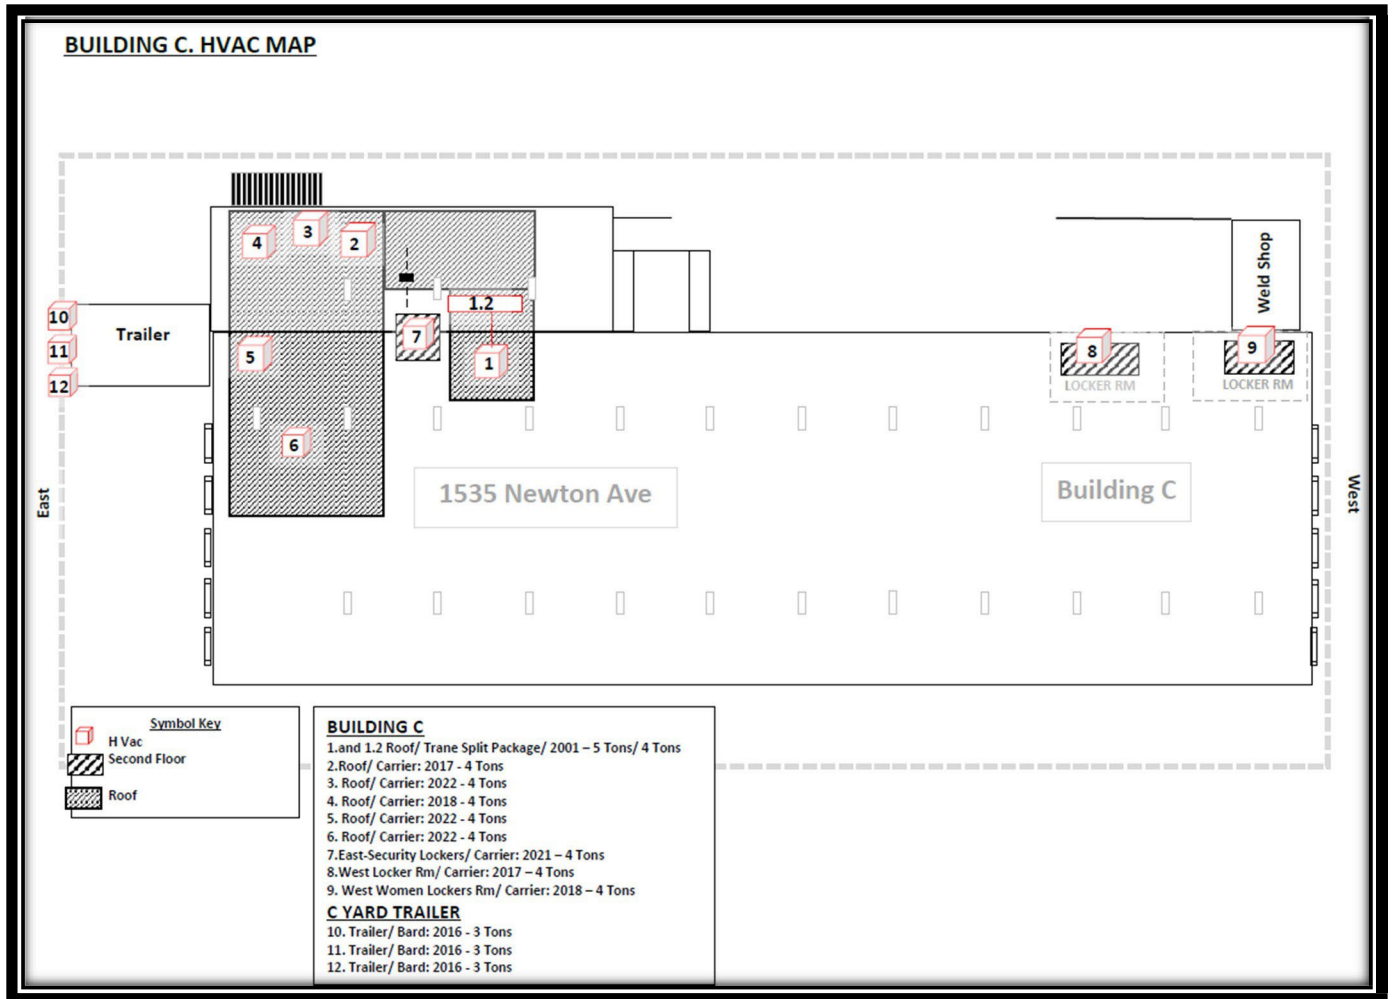 BUILDING C. HVAC MAP
4
3
2
1.2
Weld Shop
10
Trailer
7
11
5
1
8
9
12
LOCKER RM
LOCKER RM
6
East
1535 Newton Ave
Building C
West
Symbol Key
H Vac
Second Floor
Roof
BUILDING C
1.and 1.2 Roof/ Trane Split Package/ 2001 – 5 Tons/ 4 Tons
2.Roof/ Carrier: 2017 - 4 Tons
3. Roof/ Carrier: 2022 - 4 Tons
4. Roof/ Carrier: 2018 - 4 Tons
5. Roof/ Carrier: 2022 - 4 Tons
6. Roof/ Carrier: 2022 - 4 Tons
7.East-Security Lockers/ Carrier: 2021 – 4 Tons
8.West Locker Rm/ Carrier: 2017 – 4 Tons
9. West Women Lockers Rm/ Carrier: 2018 – 4 Tons
C YARD TRAILER
10. Trailer/ Bard: 2016 - 3 Tons
11. Trailer/ Bard: 2016 - 3 Tons
12. Trailer/ Bard: 2016 - 3 Tons